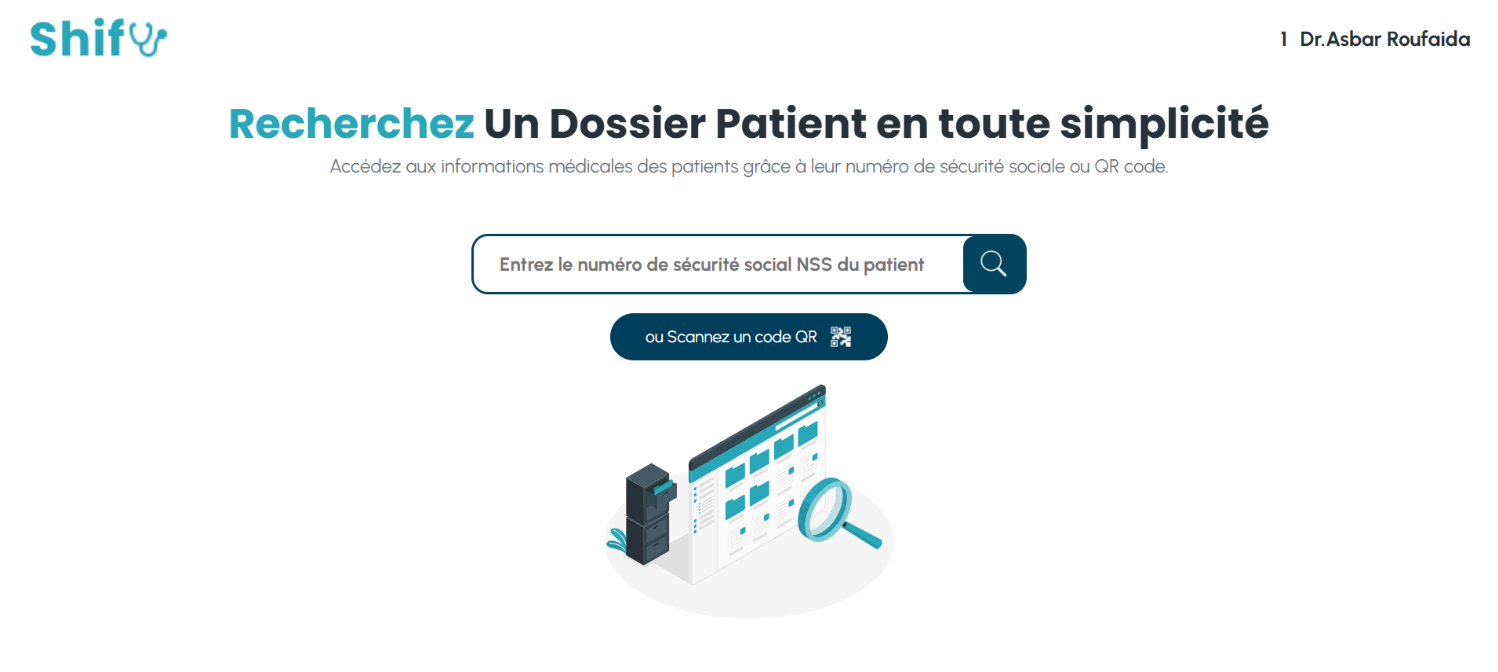 Shify
1 Dr.Asbar Roufaida
Recherchez Un Dossier Patient en toute simplicité
Accédez aux informations médicales des patients grâce à leur numéro de sécurité sociale ou QR code.
Entrez le numéro de sécurité social NSS du patient
ou Scannez un code QR